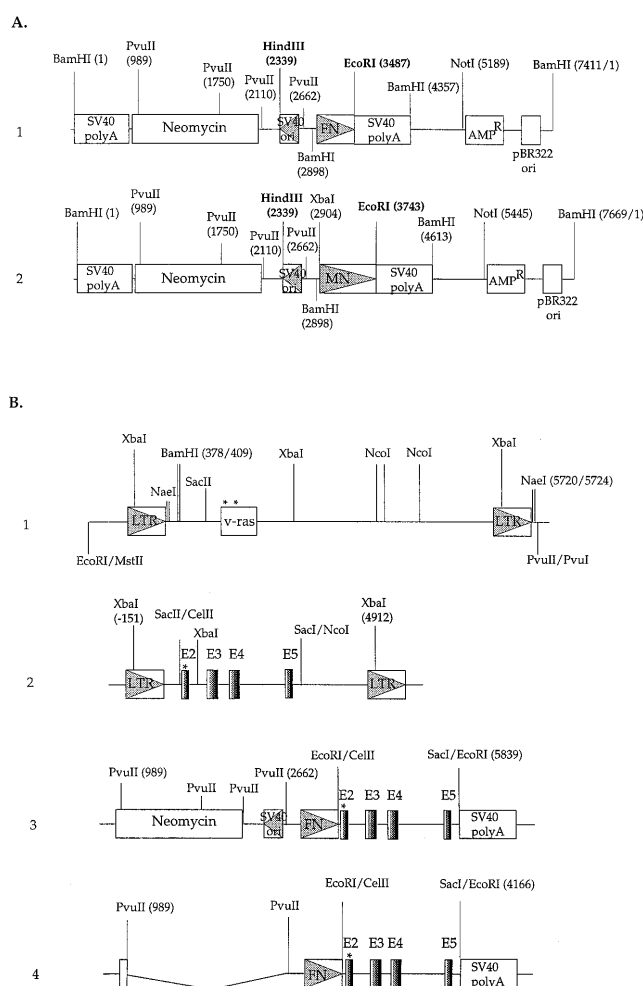 A.
BamHI (1)
PvuII
(989)
PvuII
(1750)
PvuII
(2110)
HindIII
(2339)
PvuII
(2662)
EcoRI (3487)
BamHI (4357)
NotI (5189)
BamHI (7411/1)
1
SV40
polyA
Neomycin
SV40
ori
FN
SV40
polyA
AMPR
pBR322
ori
BamHI
(2898)
BamHI (1)
PvuII
(989)
PvuII
(1750)
PvuII
(2110)
HindIII
(2339)
PvuII
(2662)
XbaI
(2904)
EcoRI (3743)
BamHI
(4613)
NotI (5445)
BamHI (7669/1)
2
SV40
polyA
Neomycin
SV40
ori
MN
SV40
polyA
AMPR
pBR322
ori
BamHI
(2898)
B.
XbaI
BamHI (378/409)
NaeI
SacII
XbaI
NcoI
NcoI
XbaI
NaeI (5720/5724)
1
LTR
* *
v-ras
LTR
EcoRI/MstII
PvuII/PvuI
XbaI
(-151)
SacII/CelII
XbaI
SacI/NcoI
XbaI
(4912)
2
LTR
E2
*
E3
E4
E5
LTR
EcoRI/CelII
SacI/EcoRI (5839)
PvuII (989)
PvuII
PvuII
PvuII (2662)
3
Neomycin
SV40
ori
FN
E2
*
E3
E4
E5
SV40
polyA
EcoRI/CelII
SacI/EcoRI (4166)
PvuII (989)
PvuII
4
FN
E2
*
E3
E4
E5
SV40
polyA